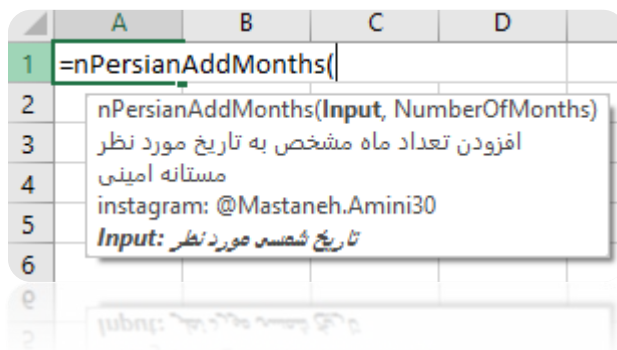 A B C D
1 =nPersianAddMonths(
2 nPersianAddMonths(Input, NumberOfMonths)
3 افزودن تعداد ماه مشخص به تاریخ مورد نظر
4 مستانه امینی
5 instagram: @Mastaneh.Amini30
Input: تاریخ شمسی مورد نظر
6